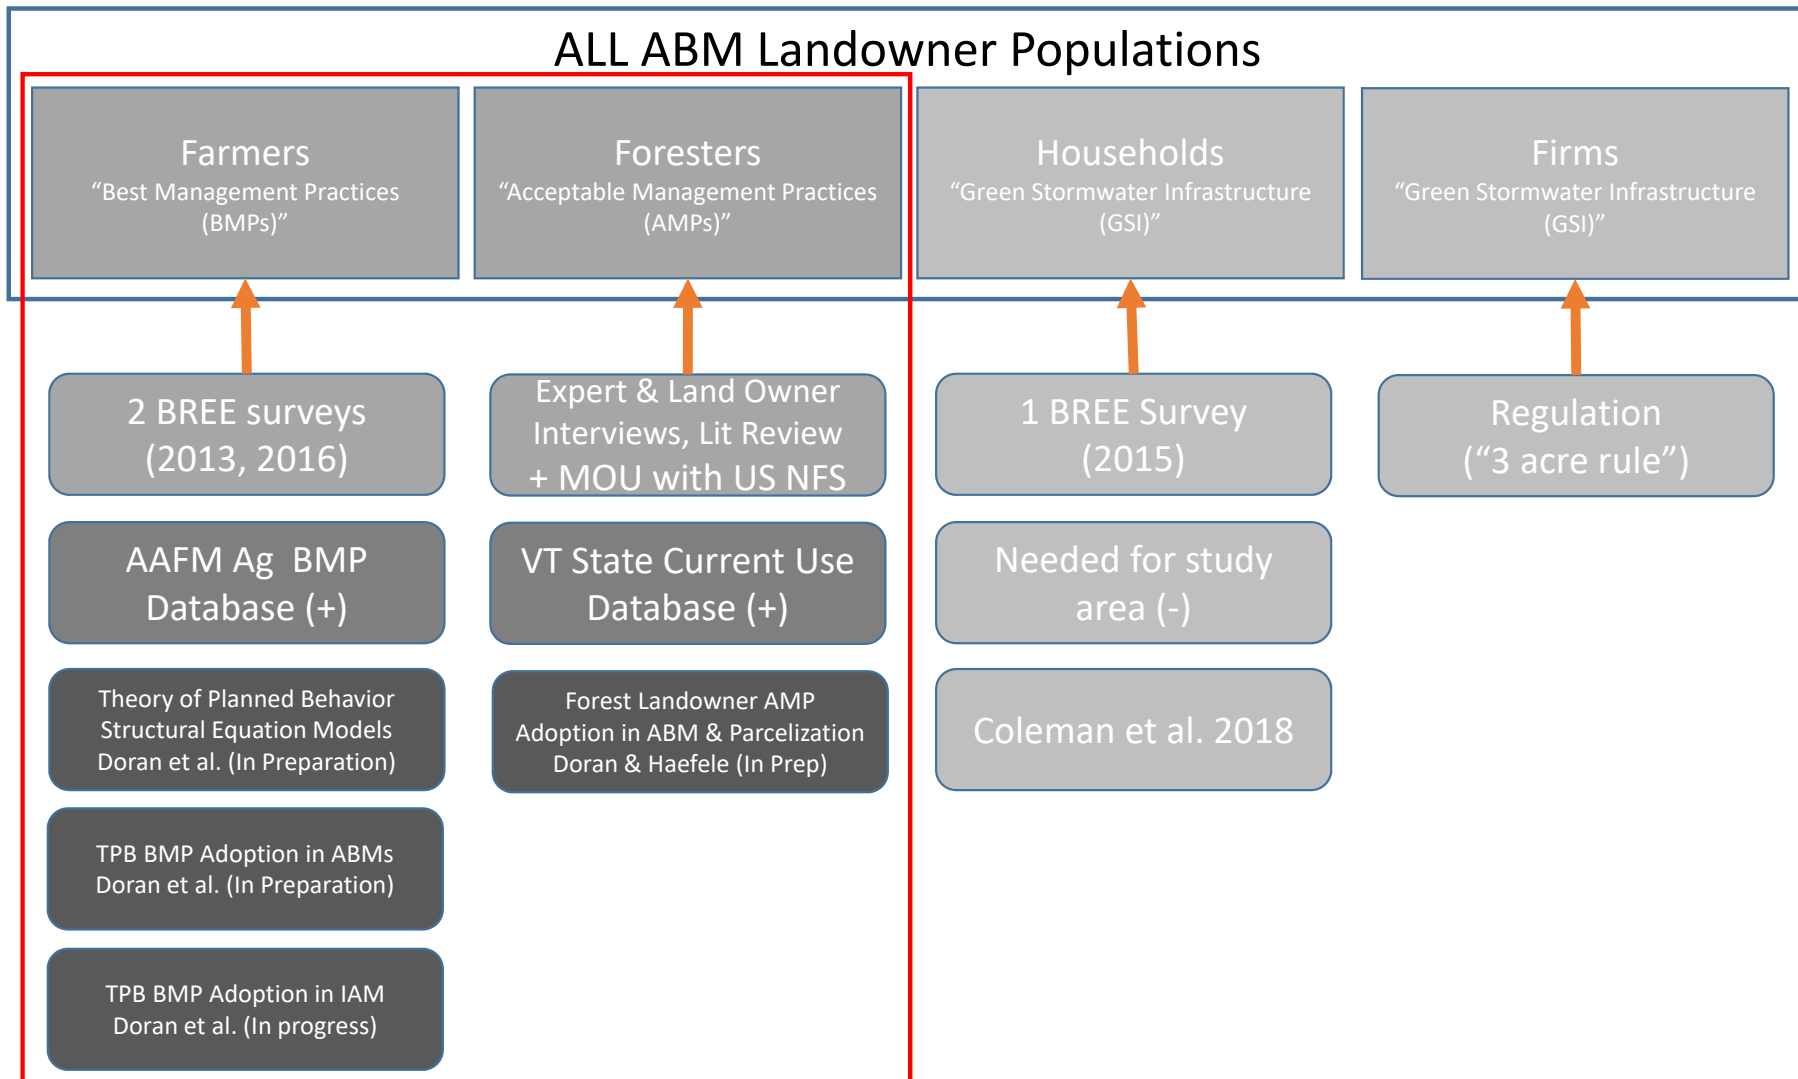 ALL ABM Landowner Populations
Farmers
“Best Management Practices
(BMPs)”
Foresters
“Acceptable Management Practices
(AMPs)”
Households
“Green Stormwater Infrastructure
(GSI)”
Firms
“Green Stormwater Infrastructure
(GSI)”
2 BREE surveys
(2013, 2016)
Expert & Land Owner
Interviews, Lit Review
+ MOU with US NFS
1 BREE Survey
(2015)
Regulation
(“3 acre rule”)
AAFM Ag  BMP
Database (+)
VT State Current Use
Database (+)
Needed for study
area (-)
Theory of Planned Behavior
Structural Equation Models
Doran et al. (In Preparation)
Forest Landowner AMP
Adoption in ABM & Parcelization
Doran & Haefele (In Prep)
Coleman et al. 2018
TPB BMP Adoption in ABMs
Doran et al. (In Preparation)
TPB BMP Adoption in IAM
Doran et al. (In progress)